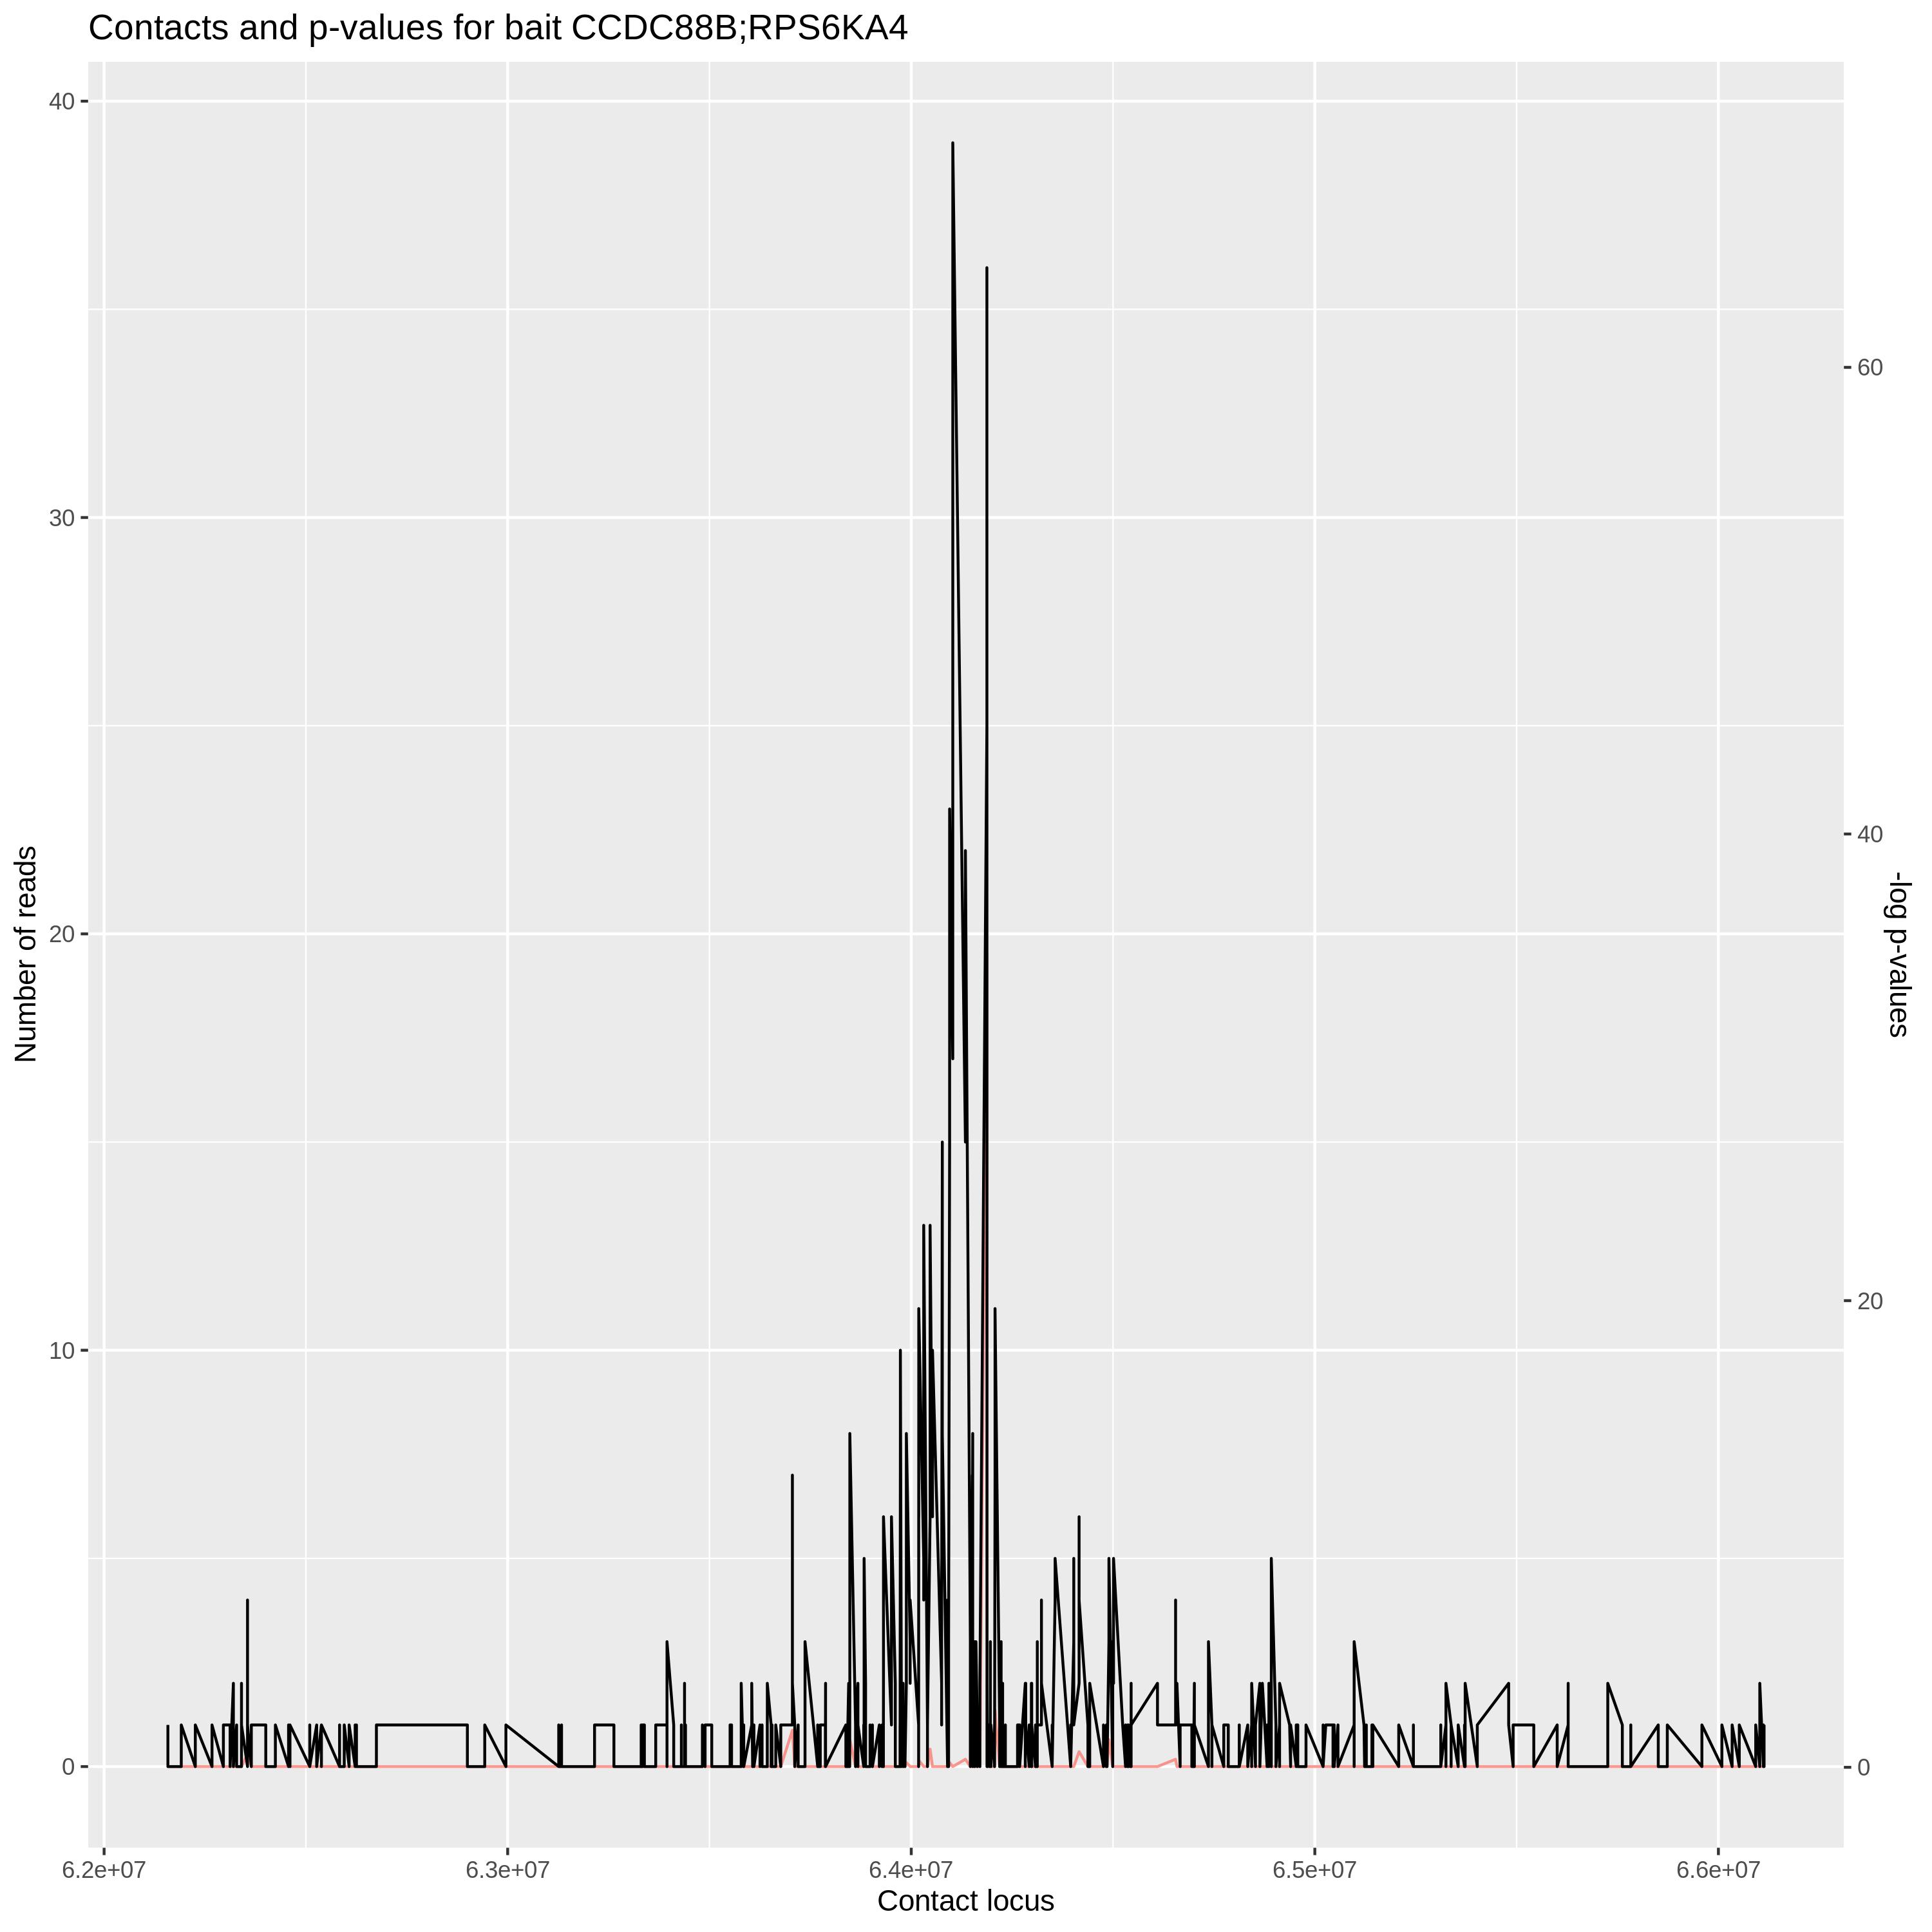 Contacts and p-values for bait CCDC88B;RPS6KA4
40
30
20
10
0
Number of reads
60
40
20
0
-log p-values
6.2e+07 6.3e+07 6.4e+07 6.5e+07 6.6e+07
Contact locus